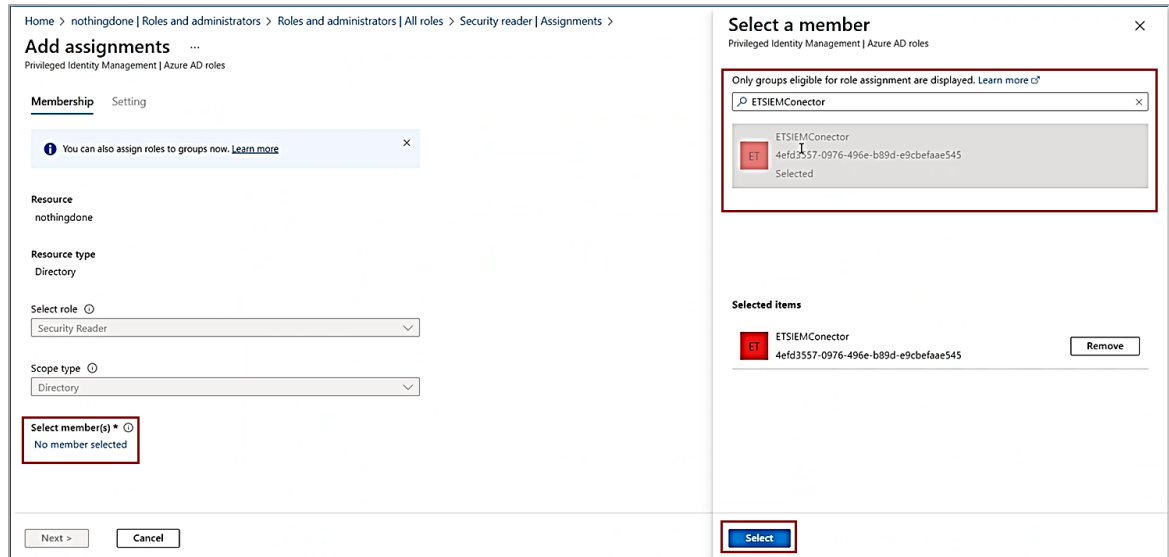 Home > nothingdone | Roles and administrators > Roles and administrators | All roles > Security reader | Assignments >
Add assignments ...
Privileged Identity Management | Azure AD roles
Membership Setting
You can also assign roles to groups now. Learn more
Resource
nothingdone
Resource type
Directory
Select role
Security Reader
Scope type
Directory
Select member(s) *
No member selected
Next > Cancel
Select a member
Privileged Identity Management | Azure AD roles
Only groups eligible for role assignment are displayed. Learn more
ETSIEMConector
ET
ETSIEMConector
4efd3557-0976-496e-b89d-e9cbefaae545
Selected
Selected items
ET
ETSIEMConector
4efd3557-0976-496e-b89d-e9cbefaae545
Remove
Select